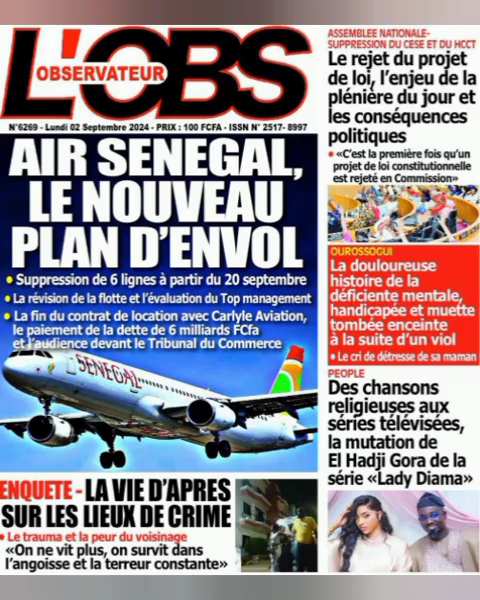 L'OBS
OBSERVATEUR
N°6269 - Lundi 02 Septembre 2024 - PRIX : 100 FCFA - ISSN N° 2517- 8997
AIR SENEGAL,
LE NOUVEAU
PLAN D'ENVOL
• Suppression de 6 lignes à partir du 20 septembre
• La révision de la flotte et l'évaluation du Top management
• La fin du contrat de location avec Carlyle Aviation,
le paiement de la dette de 6 milliards FCfa
et l'audience devant le Tribunal du Commerce
SENEGAL
ENQUETE - LA VIE D'APRES
SUR LES LIEUX DE CRIME
• Le trauma et la peur du voisinage
«On ne vit plus, on survit dans
l'angoisse et la terreur constante»
ASSEMBLEE NATIONALE-
SUPPRESSION DU CESE ET DU HCCT
Le rejet du projet
de loi, l'enjeu de la
plénière du jour et
les conséquences
politiques
• «C'est la première fois qu'un
projet de loi constitutionnelle
est rejeté en Commission»
OUROSSOGUI
La douloureuse
histoire de la
déficiente mentale,
handicapée et muette
tombée enceinte
à la suite d'un viol
• Le cri de détresse de sa maman
PEOPLE
Des chansons
religieuses aux
séries télévisées,
la mutation de
El Hadji Gora de la
série «Lady Diama»